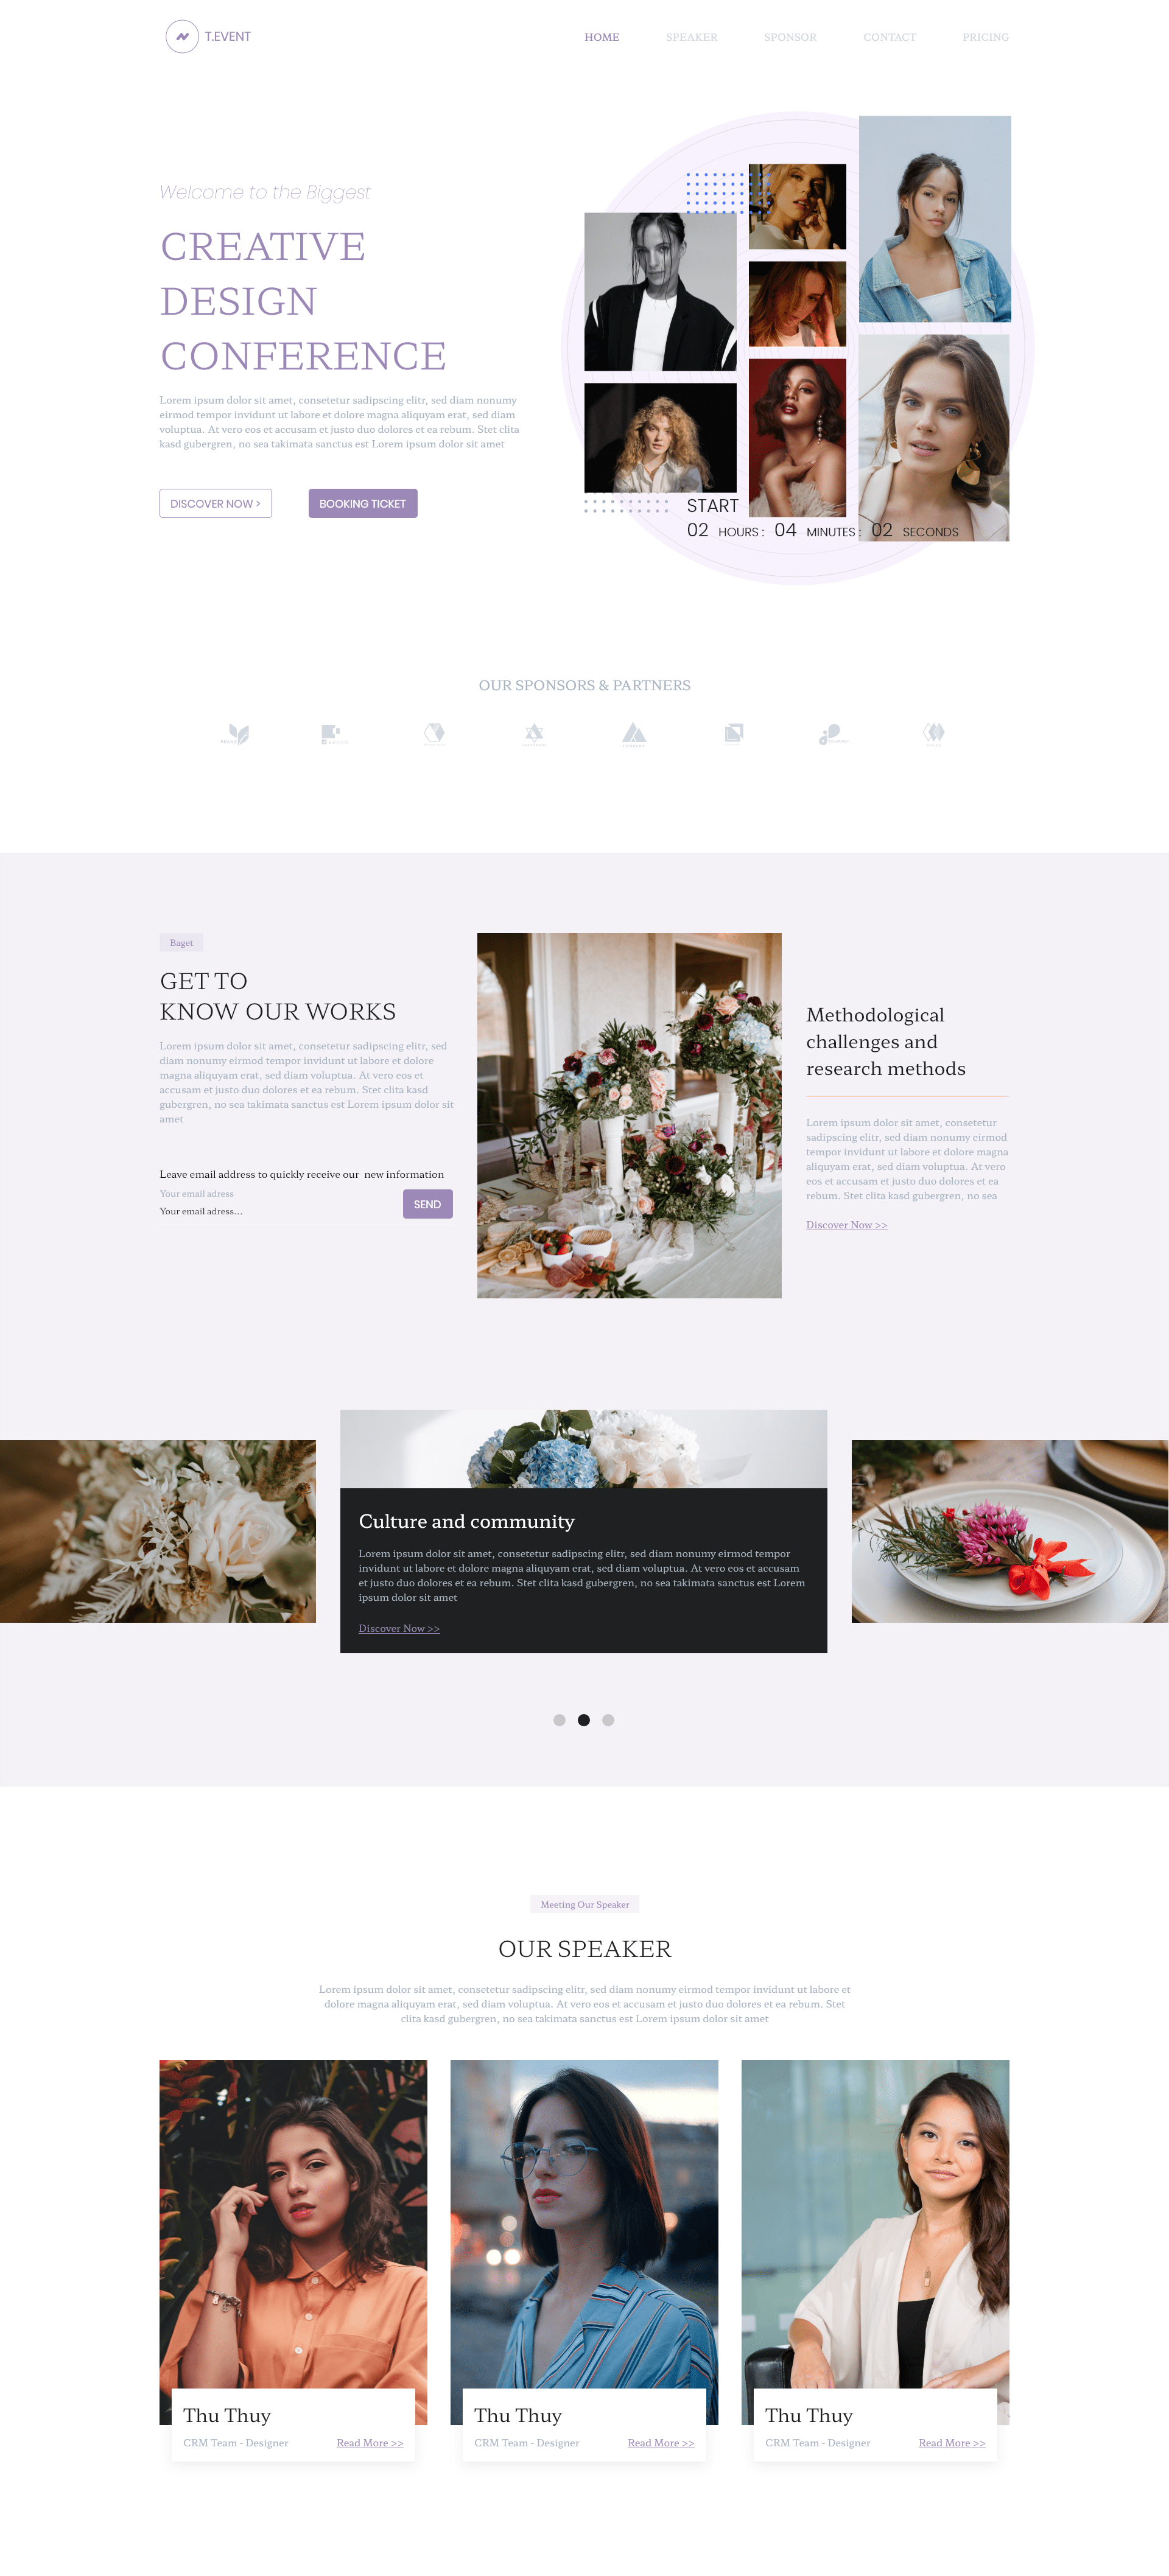 T.EVENT
HOME
SPEAKER
SPONSOR
CONTACT
PRICING
Welcome to the Biggest
CREATIVE
DESIGN
CONFERENCE
Lorem ipsum dolor sit amet, consetetur sadipscing elitr, sed diam nonumy
eirmod tempor invidunt ut labore et dolore magna aliquyam erat, sed diam
voluptua. At vero eos et accusam et justo duo dolores et ea rebum. Stet clita
kasd gubergren, no sea takimata sanctus est Lorem ipsum dolor sit amet
DISCOVER NOW >
BOOKING TICKET
START
02 HOURS : 04 MINUTES : 02 SECONDS
OUR SPONSORS & PARTNERS
Baget
GET TO
KNOW OUR WORKS
Lorem ipsum dolor sit amet, consetetur sadipscing elitr, sed
diam nonumy eirmod tempor invidunt ut labore et dolore
magna aliquyam erat, sed diam voluptua. At vero eos et
accusam et justo duo dolores et ea rebum. Stet clita kasd
gubergren, no sea takimata sanctus est Lorem ipsum dolor sit
amet
Leave email address to quickly receive our  new information
Your email adress
Your email adress...
SEND
Methodological
challenges and
research methods
Lorem ipsum dolor sit amet, consetetur
sadipscing elitr, sed diam nonumy eirmod
tempor invidunt ut labore et dolore magna
aliquyam erat, sed diam voluptua. At vero
eos et accusam et justo duo dolores et ea
rebum. Stet clita kasd gubergren, no sea
Discover Now >>
Culture and community
Lorem ipsum dolor sit amet, consetetur sadipscing elitr, sed diam nonumy eirmod tempor
invidunt ut labore et dolore magna aliquyam erat, sed diam voluptua. At vero eos et accusam
et justo duo dolores et ea rebum. Stet clita kasd gubergren, no sea takimata sanctus est Lorem
ipsum dolor sit amet
Discover Now >>
Meeting Our Speaker
OUR SPEAKER
Lorem ipsum dolor sit amet, consetetur sadipscing elitr, sed diam nonumy eirmod tempor invidunt ut labore et
dolore magna aliquyam erat, sed diam voluptua. At vero eos et accusam et justo duo dolores et ea rebum. Stet
clita kasd gubergren, no sea takimata sanctus est Lorem ipsum dolor sit amet
Thu Thuy
CRM Team - Designer
Read More >>
Thu Thuy
CRM Team - Designer
Read More >>
Thu Thuy
CRM Team - Designer
Read More >>